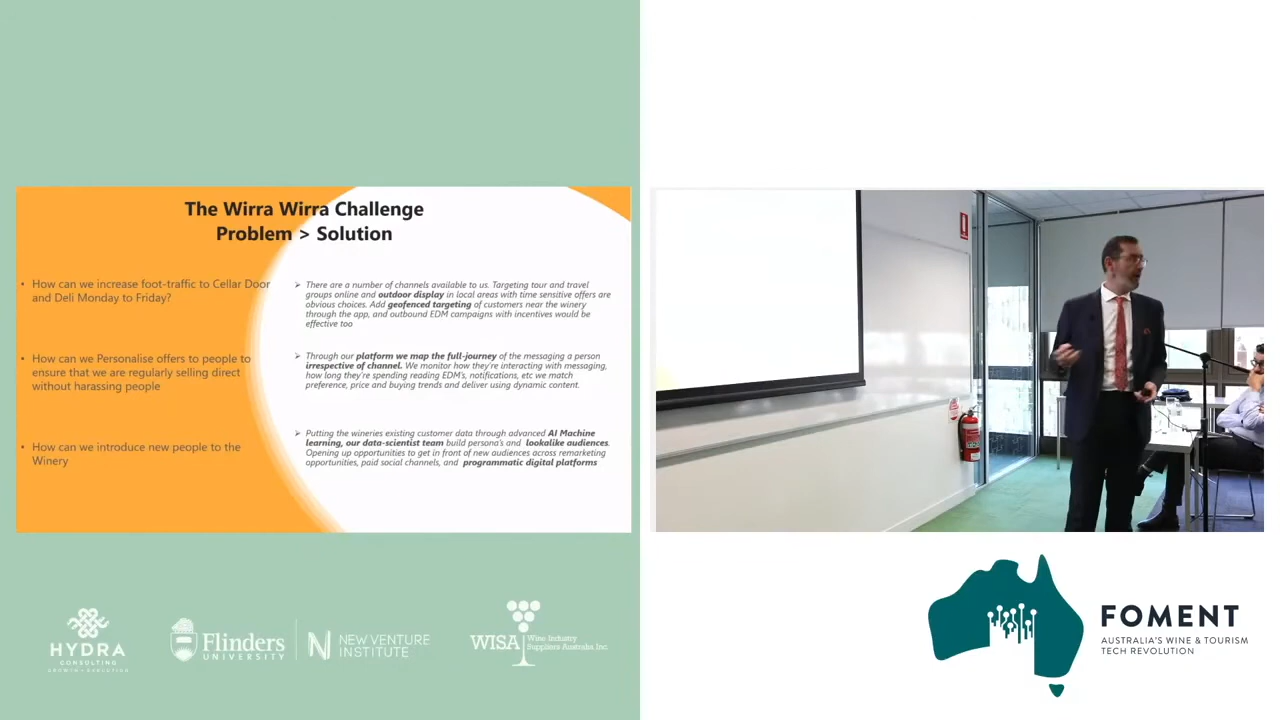 The Wirra Wirra Challenge
Problem > Solution
• How can we increase foot-traffic to Cellar Door
and Deli Monday to Friday?
• How can we Personalise offers to people to
ensure that we are regularly selling direct
without harassing people
• How can we introduce new people to the
Winery
There are a number of channels available to us. Targeting tour and travel
groups online and outdoor display in local areas with time sensitive offers are
obvious choices. Add geofenced targeting of customers near the winery
through the app, and outbound EDM campaigns with incentives would be
effective too
Through our platform we map the full-journey of the messaging a person
irrespective of channel. We monitor how they're interacting with messaging,
how long they're spending reading EDM's, notifications, etc we match
preference, price and buying trends and deliver using dynamic content.
Putting the wineries existing customer data through advanced AI Machine
learning, our data-scientist team build persona's and lookalike audiences.
Opening up opportunities to get in front of new audiences across remarketing
opportunities, paid social channels, and programmatic digital platforms
HYDRA
CONSULTING
Flinders
UNIVERSITY
NEW VENTURE
INSTITUTE
WISA
Wine Industry
Suppliers Australia Inc.
FOMENT
AUSTRALIA'S WINE & TOURISM
TECH REVOLUTION